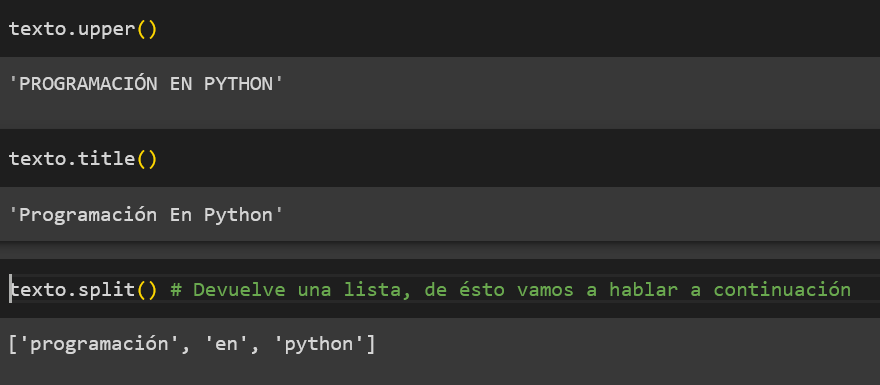 texto.upper()
'PROGRAMACIÓN EN PYTHON'
texto.title()
'Programación En Python'
texto.split() # Devuelve una lista, de ésto vamos a hablar a continuación
['programación', 'en', 'python']